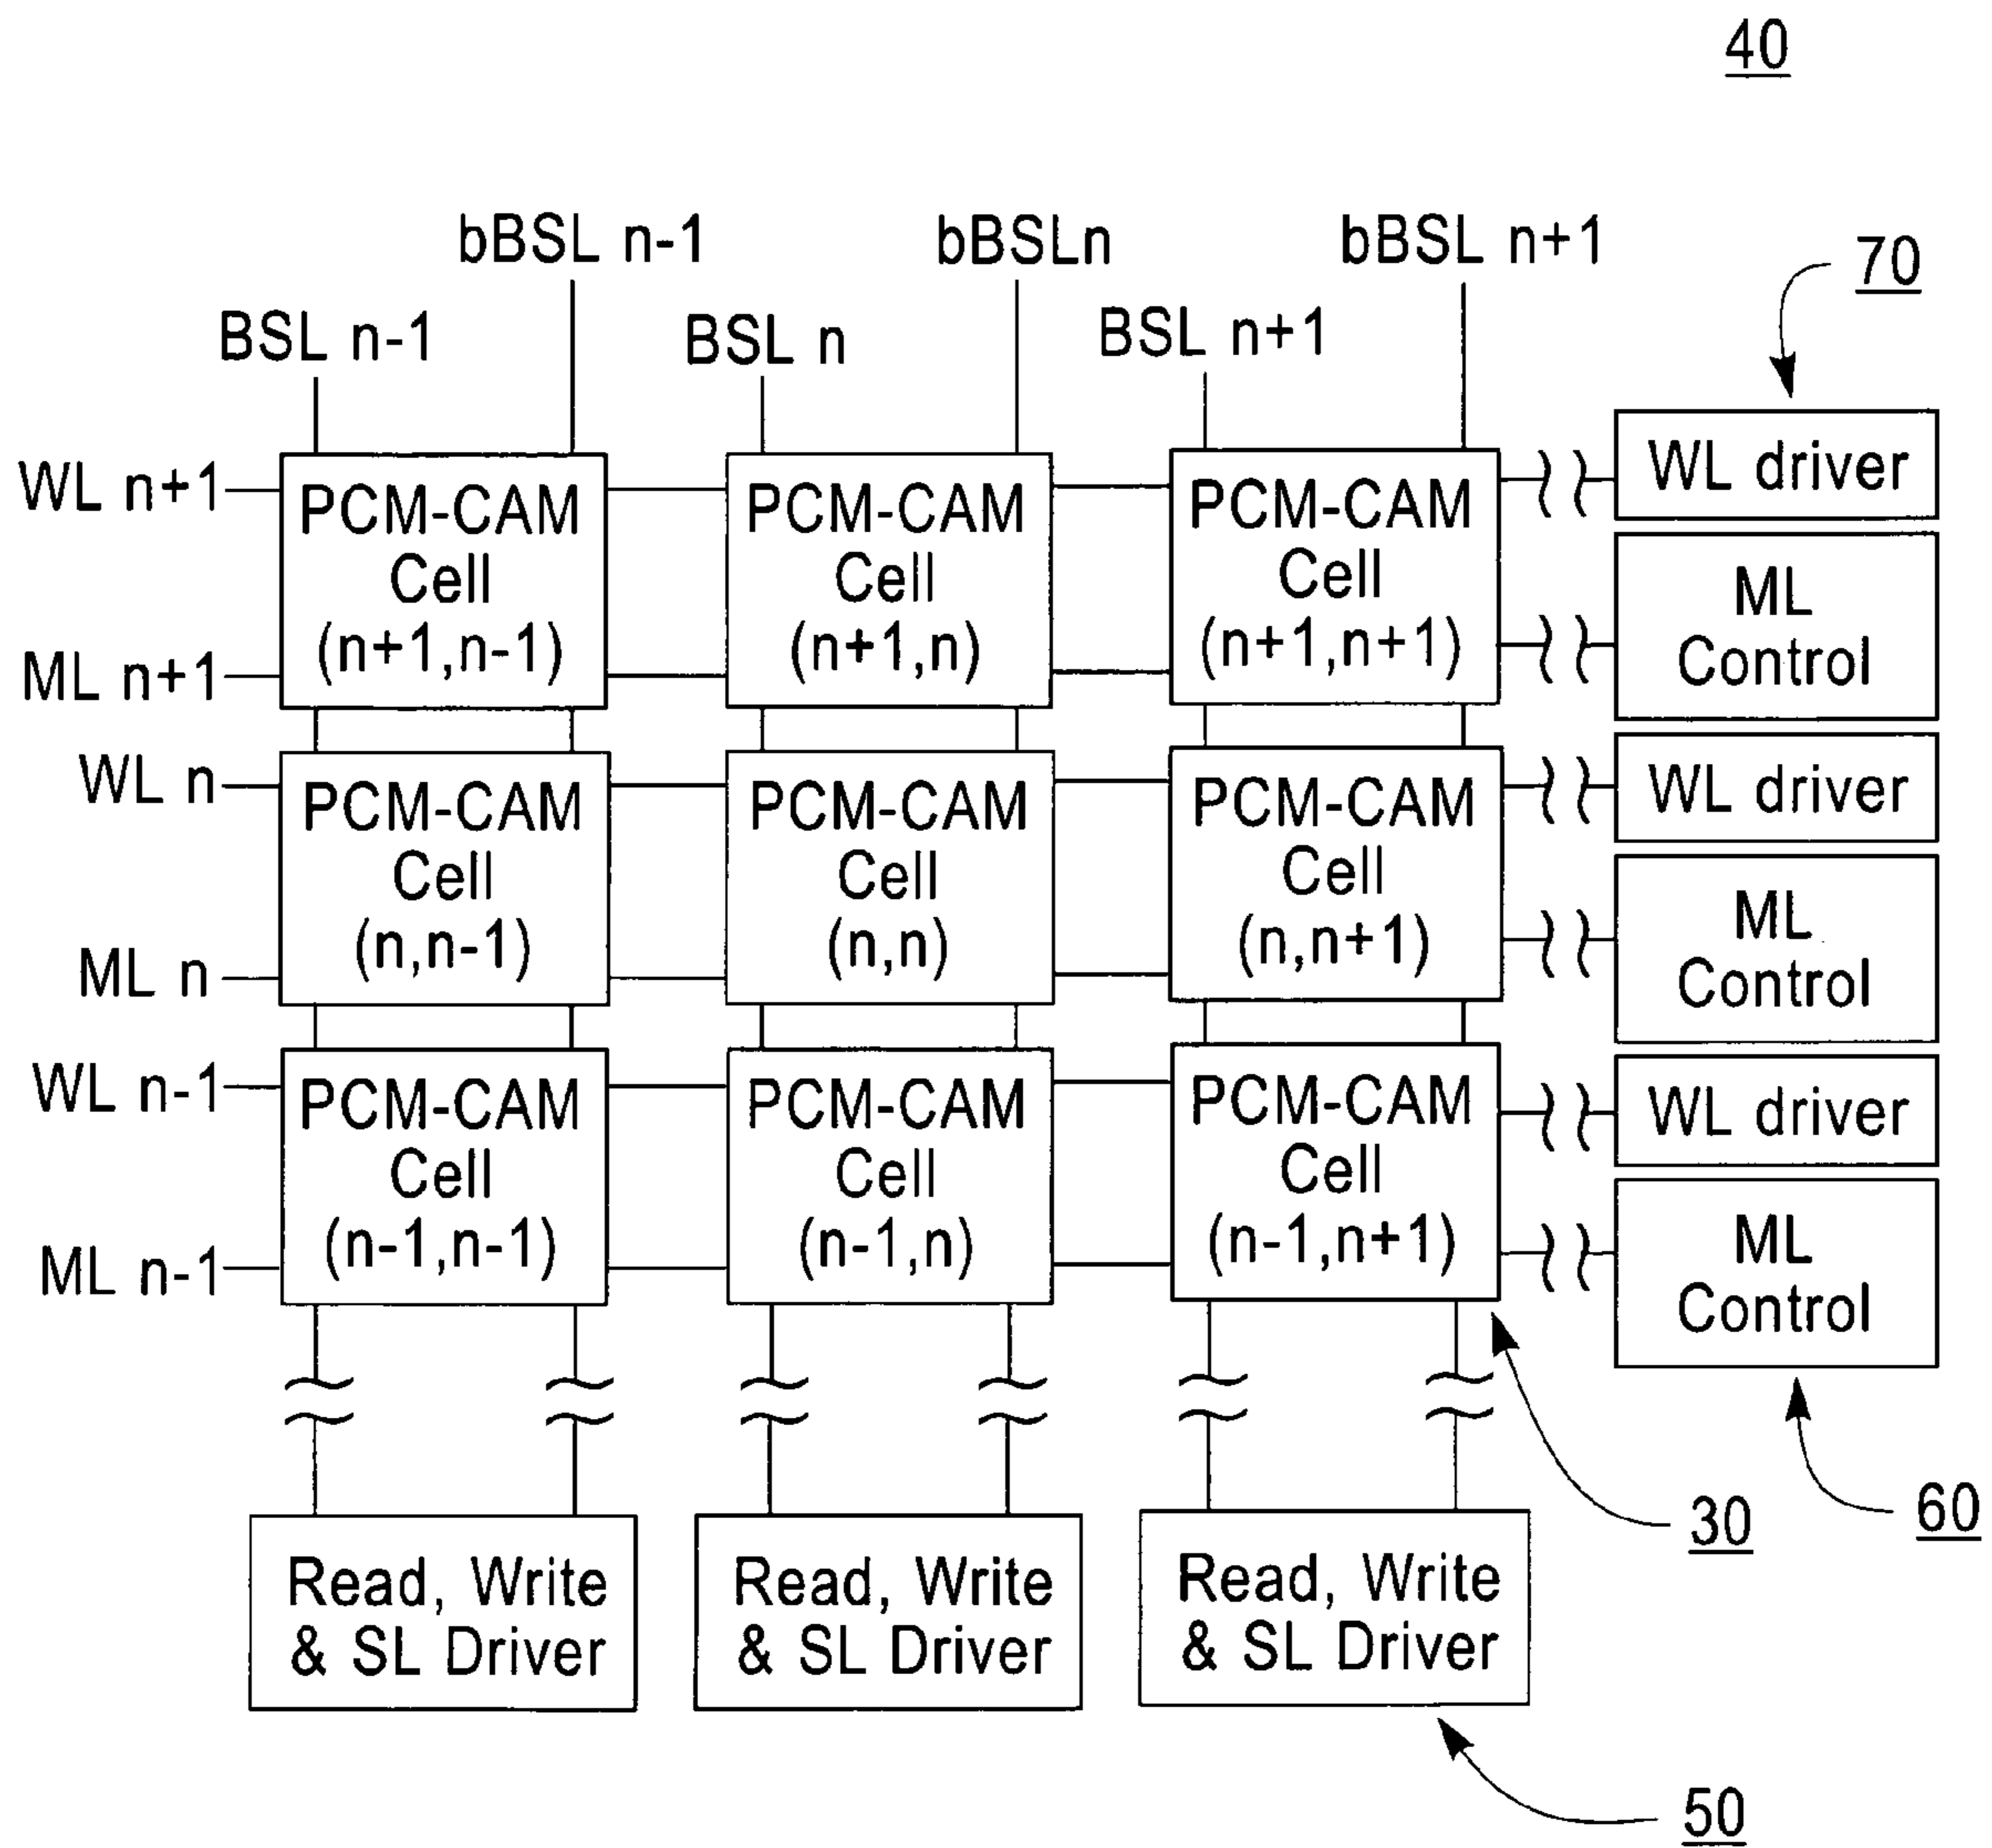 40
bBSL n-1 bBSLn bBSL n+1
70
BSL n-1 BSL n BSL n+1
WL n+1
PCM-CAM
Cell
(n+1,n-1)
PCM-CAM
Cell
(n+1,n)
PCM-CAM
Cell
(n+1,n+1)
WL driver
ML n+1
ML
Control
WL n
PCM-CAM
Cell
(n,n-1)
PCM-CAM
Cell
(n,n)
PCM-CAM
Cell
(n,n+1)
WL driver
ML n
ML
Control
WL n-1
PCM-CAM
Cell
(n-1,n-1)
PCM-CAM
Cell
(n-1,n)
PCM-CAM
Cell
(n-1,n+1)
WL driver
ML n-1
ML
Control
30
60
Read, Write
& SL Driver
Read, Write
& SL Driver
Read, Write
& SL Driver
50